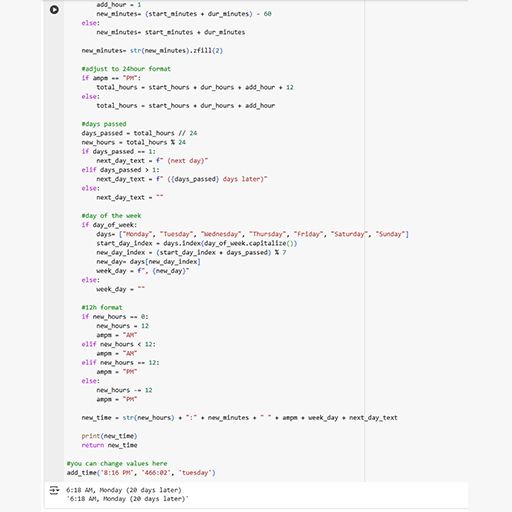 add_hour = 1
new_minutes= (start_minutes + dur_minutes) - 60
else:
new_minutes= start_minutes + dur_minutes
new_minutes= str(new_minutes).zfill(2)
#adjust to 24hour format
if ampm == "PM":
total_hours = start_hours + dur_hours + add_hour + 12
else:
total_hours = start_hours + dur_hours + add_hour
#days passed
days_passed = total_hours // 24
new_hours = total_hours % 24
if days_passed == 1:
next_day_text = f" (next day)"
elif days_passed > 1:
next_day_text = f" ({days_passed} days later)"
else:
next_day_text = ""
#day of the week
if day_of_week:
days= ["Monday", "Tuesday", "Wednesday", "Thursday", "Friday", "Saturday", "Sunday"]
start_day_index = days.index(day_of_week.capitalize())
new_day_index = (start_day_index + days_passed) % 7
new_day= days[new_day_index]
week_day = f", {new_day}"
else:
week_day = ""
#12h format
if new_hours == 0:
new_hours = 12
ampm = "AM"
elif new_hours < 12:
ampm = "AM"
elif new_hours == 12:
ampm = "PM"
else:
new_hours -= 12
ampm = "PM"
new_time = str(new_hours) + ":" + new_minutes + " " + ampm + week_day + next_day_text
print(new_time)
return new_time
#you can change values here
add_time('8:16 PM', '466:02', 'tuesday')
6:18 AM, Monday (20 days later)
'6:18 AM, Monday (20 days later)'